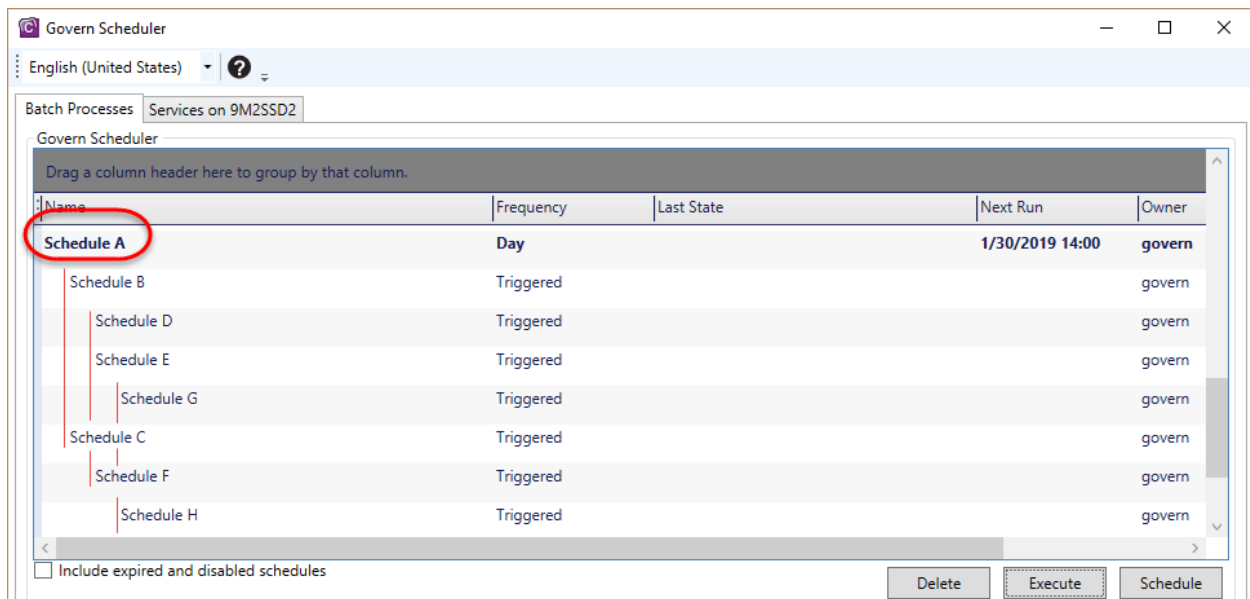 Govern Scheduler
English (United States)
Batch Processes Services on 9M2SSD2
Govern Scheduler
Drag a column header here to group by that column.
Name Frequency Last State Next Run Owner
Schedule A Day 1/30/2019 14:00 govern
Schedule B Triggered govern
Schedule D Triggered govern
Schedule E Triggered govern
Schedule G Triggered govern
Schedule C Triggered govern
Schedule F Triggered govern
Schedule H Triggered govern
Include expired and disabled schedules
Delete Execute Schedule